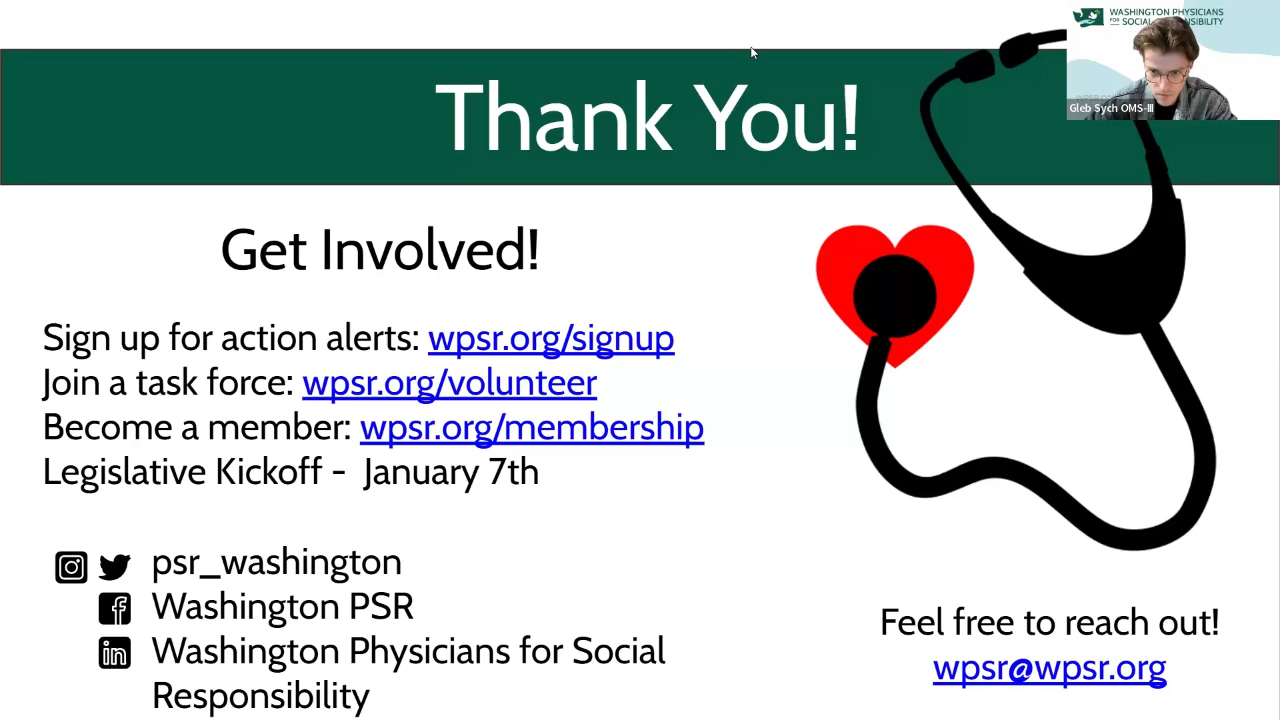 WASHINGTON PHYSICIANS
FOR SOCIAL RESPONSIBILITY
Gleb Sych OMS-III
Thank You!
Get Involved!
Sign up for action alerts: wpsr.org/signup
Join a task force: wpsr.org/volunteer
Become a member: wpsr.org/membership
Legislative Kickoff - January 7th
psr_washington
Washington PSR
Washington Physicians for Social
Responsibility
Feel free to reach out!
wpsr@wpsr.org